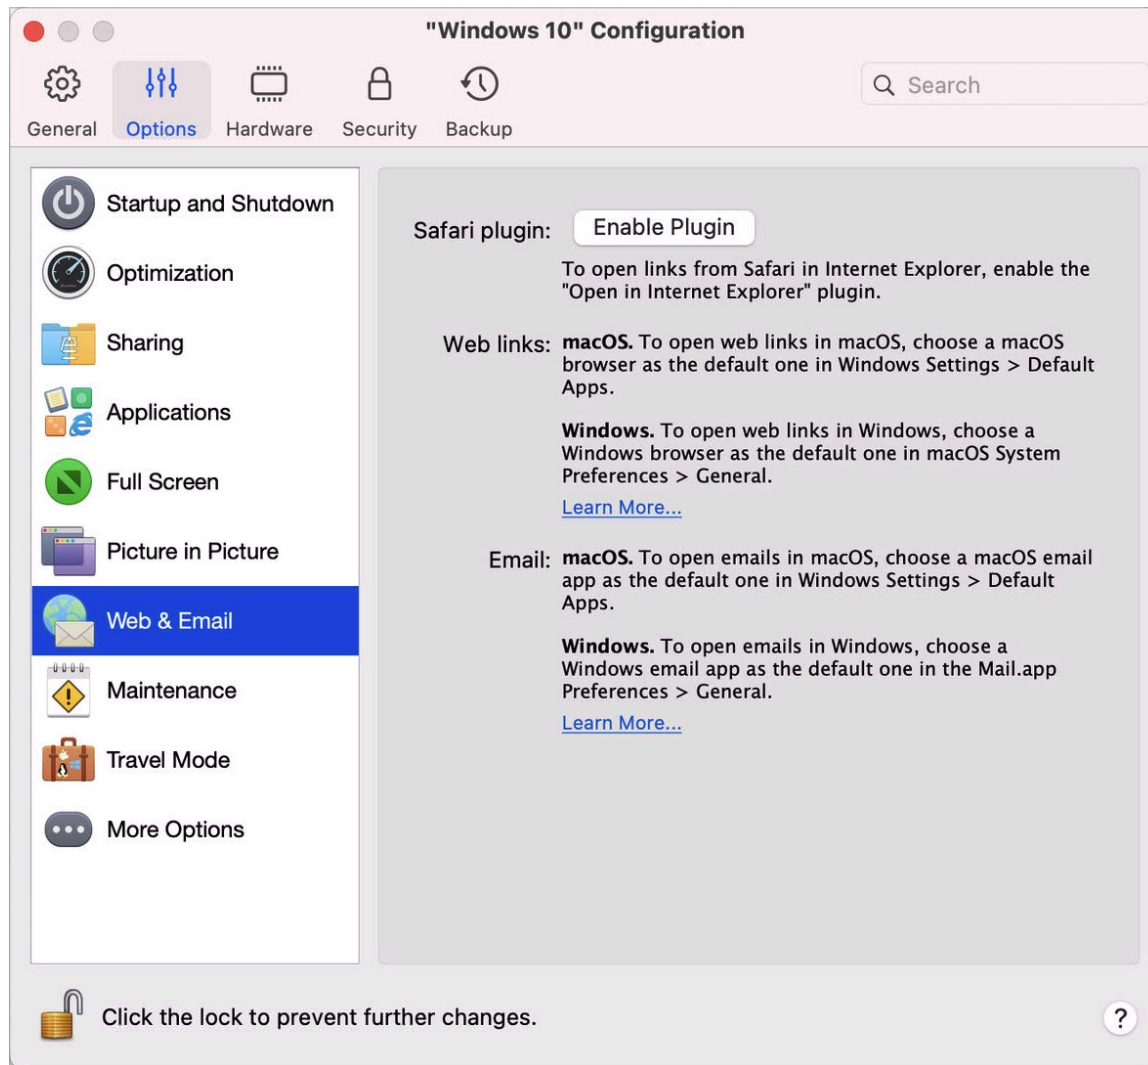 "Windows 10" Configuration
General
Options
Hardware
Security
Backup
Search
Startup and Shutdown
Optimization
Sharing
Applications
Full Screen
Picture in Picture
Web & Email
Maintenance
Travel Mode
More Options
Safari plugin: Enable Plugin
To open links from Safari in Internet Explorer, enable the
"Open in Internet Explorer" plugin.
Web links: macOS. To open web links in macOS, choose a macOS
browser as the default one in Windows Settings > Default
Apps.
Windows. To open web links in Windows, choose a
Windows browser as the default one in macOS System
Preferences > General.
Learn More...
Email: macOS. To open emails in macOS, choose a macOS email
app as the default one in Windows Settings > Default
Apps.
Windows. To open emails in Windows, choose a
Windows email app as the default one in the Mail.app
Preferences > General.
Learn More...
Click the lock to prevent further changes.
?